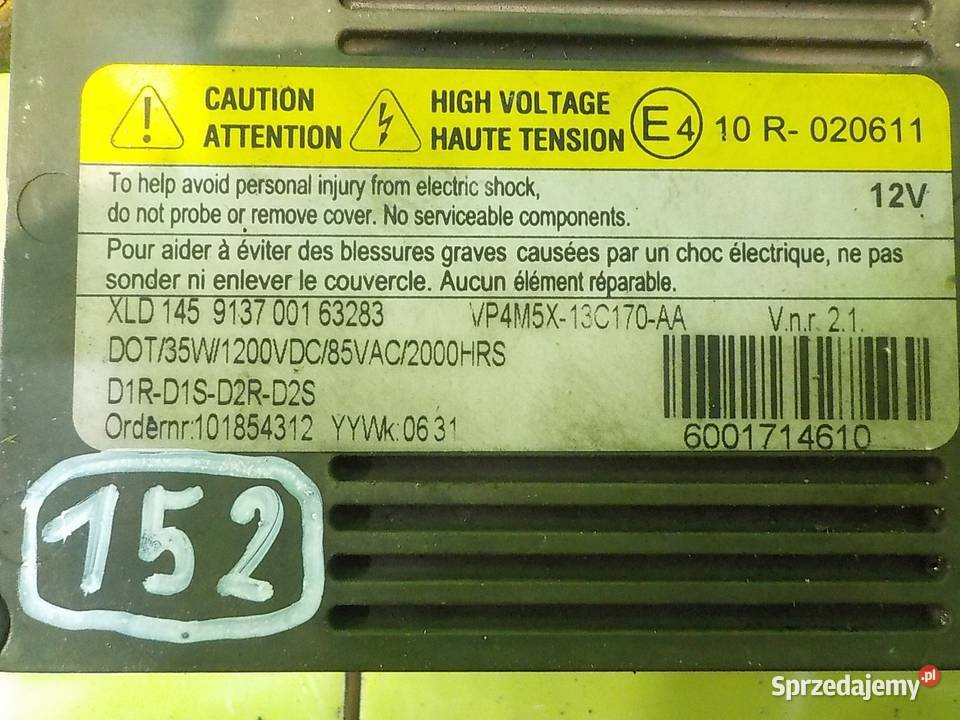 CAUTION
ATTENTION
HIGH VOLTAGE
HAUTE TENSION
E4 10 R- 020611
To help avoid personal injury from electric shock,
do not probe or remove cover. No serviceable components.
12V
Pour aider à éviter des blessures graves causées par un choc électrique, ne pas
sonder ni enlever le couvercle. Aucun élément réparable.
XLD 145 9137 001 63283 VP4M5X-13C170-AA V.n.r. 2.1.
DOT/35W/1200VDC/85VAC/2000HRS
D1R-D1S-D2R-D2S
Ordernr:101854312 YYWk:0631
6001714610
152
Sprzedajemy.pl